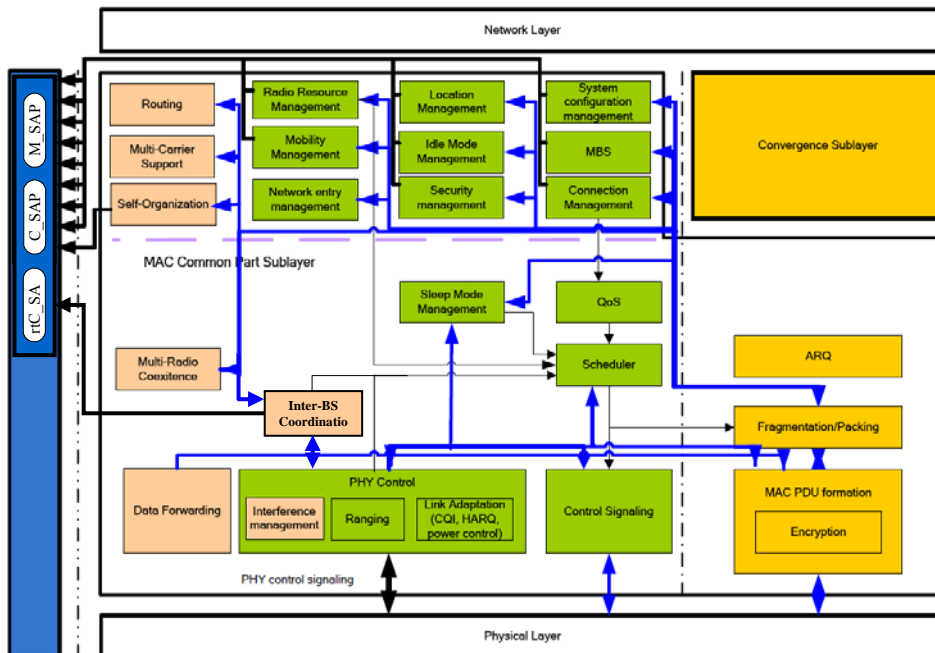 Network Layer
M_SAP
C_SAP
rtC_SA
Routing
Multi-Carrier
Support
Self-Organization
Radio Resource
Management
Mobility
Management
Network entry
management
Location
Management
Idle Mode
Management
Security
management
System
configuration
management
MBS
Connection
Management
Convergence Sublayer
MAC Common Part Sublayer
Sleep Mode
Management
QoS
Scheduler
Multi-Radio
Coexitence
Inter-BS
Coordinatio
ARQ
Fragmentation/Packing
Data Forwarding
PHY Control
Interference
management
Ranging
Link Adaptation
(CQI, HARQ,
power control)
Control Signaling
MAC PDU formation
Encryption
PHY control signaling
Physical Layer